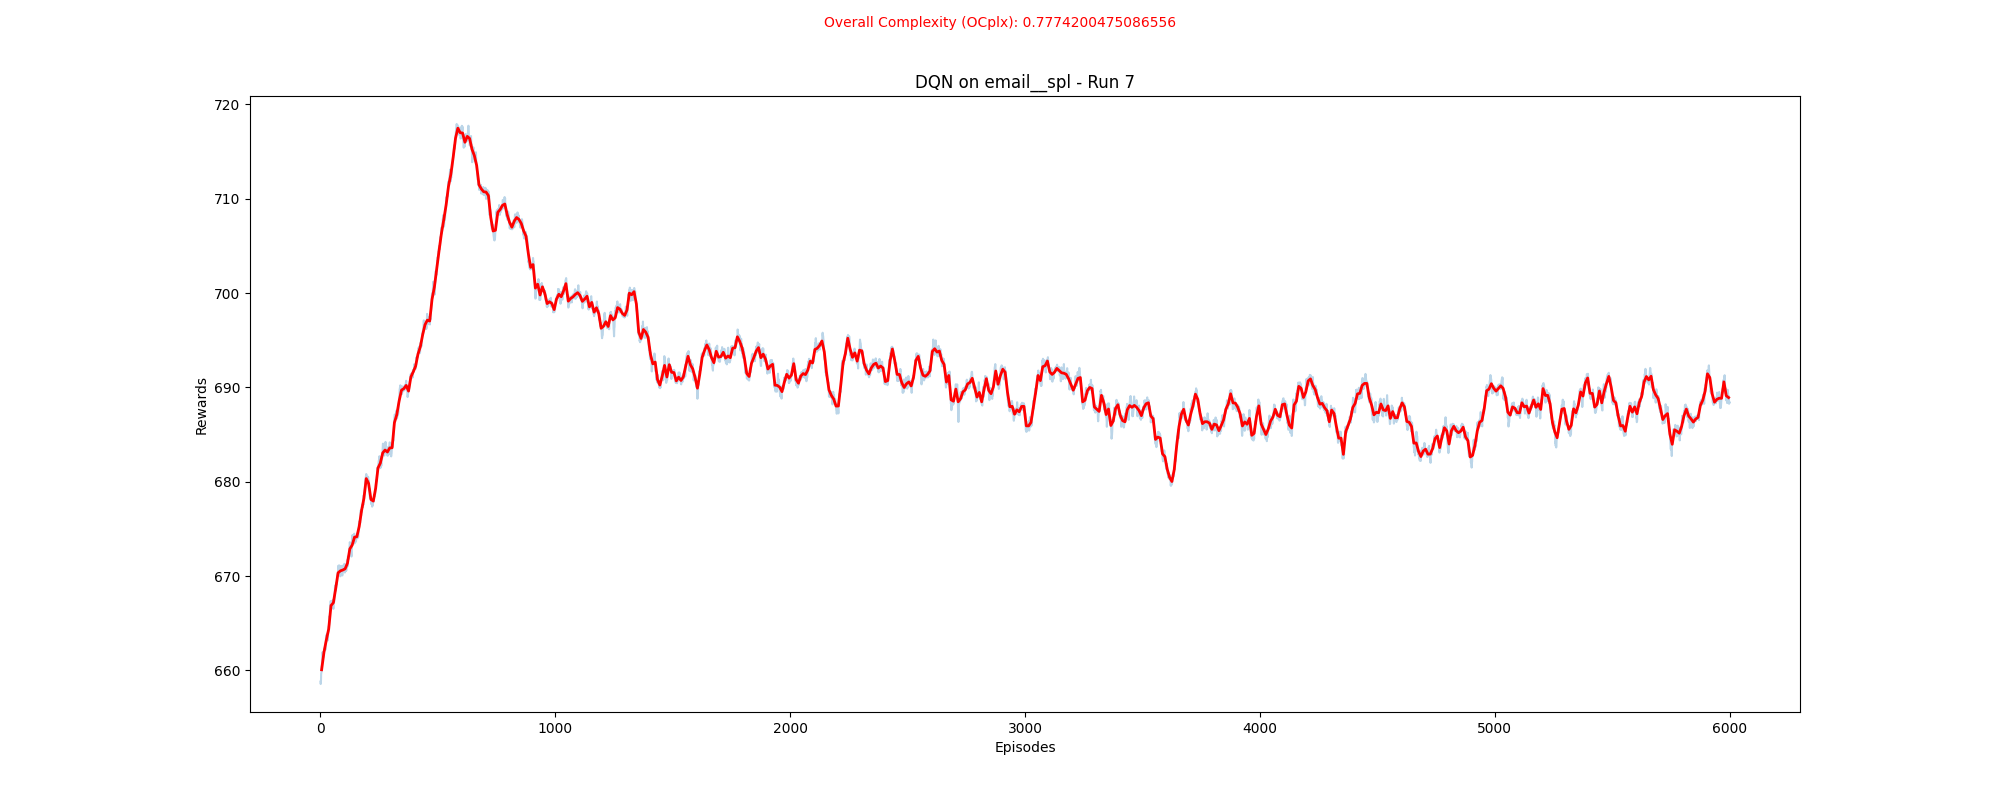 Overall Complexity (OCplx): 0.7774200475086556
DQN on email__spl - Run 7
720
710
700
690
680
670
660
Rewards
0 1000 2000 3000 4000 5000 6000
Episodes